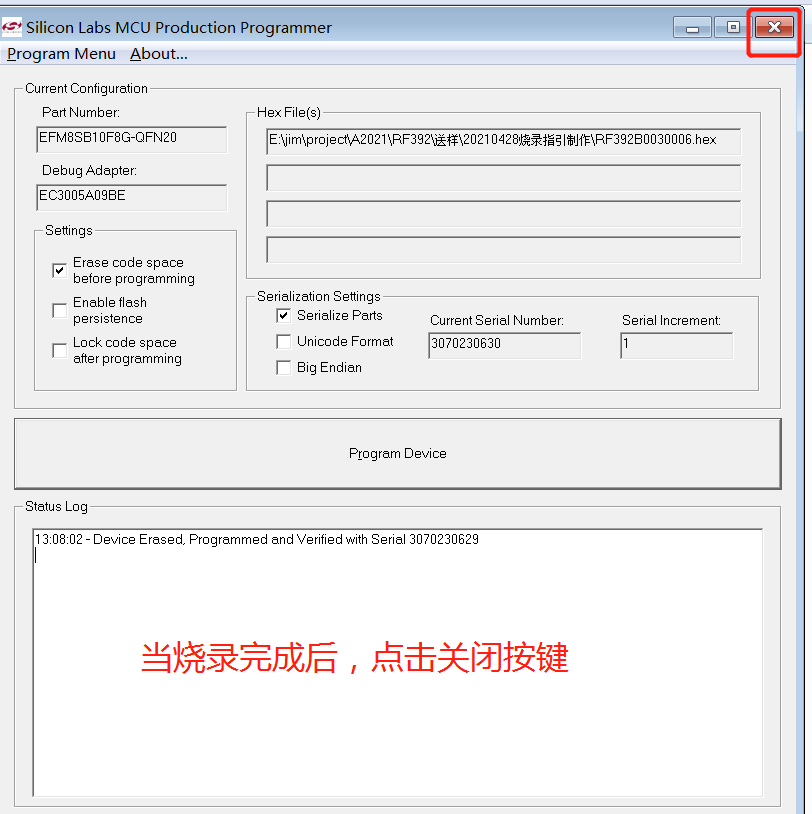 Silicon Labs MCU Production Programmer
Program Menu About...
Current Configuration
Part Number:
EFM8SB10F8G-QFN20
Debug Adapter:
EC3005A09BE
Settings
Erase code space
before programming
Enable flash
persistence
Lock code space
after programming
Hex File(s)
E:\jim\project\A2021\RF392\送样\20210428烧录指引制作\RF392B0030006.hex
Serialization Settings
Serialize Parts
Unicode Format
Big Endian
Current Serial Number:
3070230630
Serial Increment:
1
Program Device
Status Log
13:08:02 - Device Erased, Programmed and Verified with Serial 3070230629
当烧录完成后，点击关闭按键